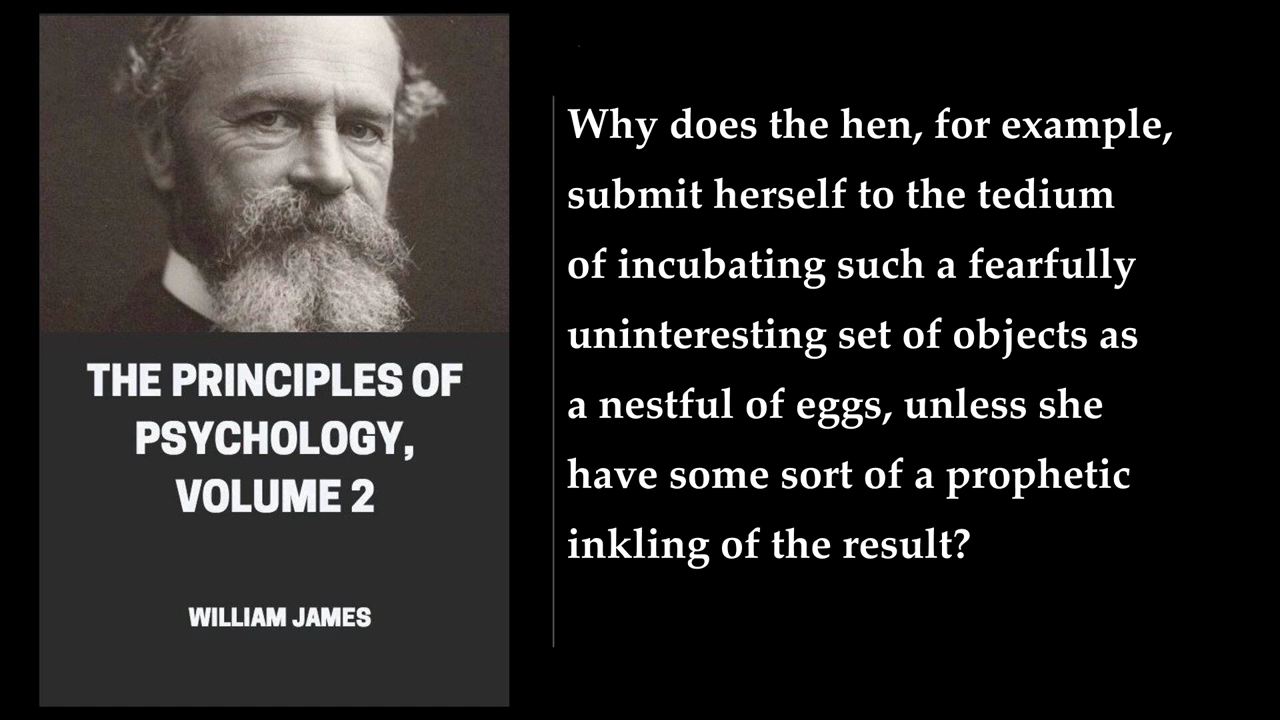 THE PRINCIPLES OF
PSYCHOLOGY,
VOLUME 2
WILLIAM JAMES
Why does the hen, for example,
submit herself to the tedium
of incubating such a fearfully
uninteresting set of objects as
a nestful of eggs, unless she
have some sort of a prophetic
inkling of the result?